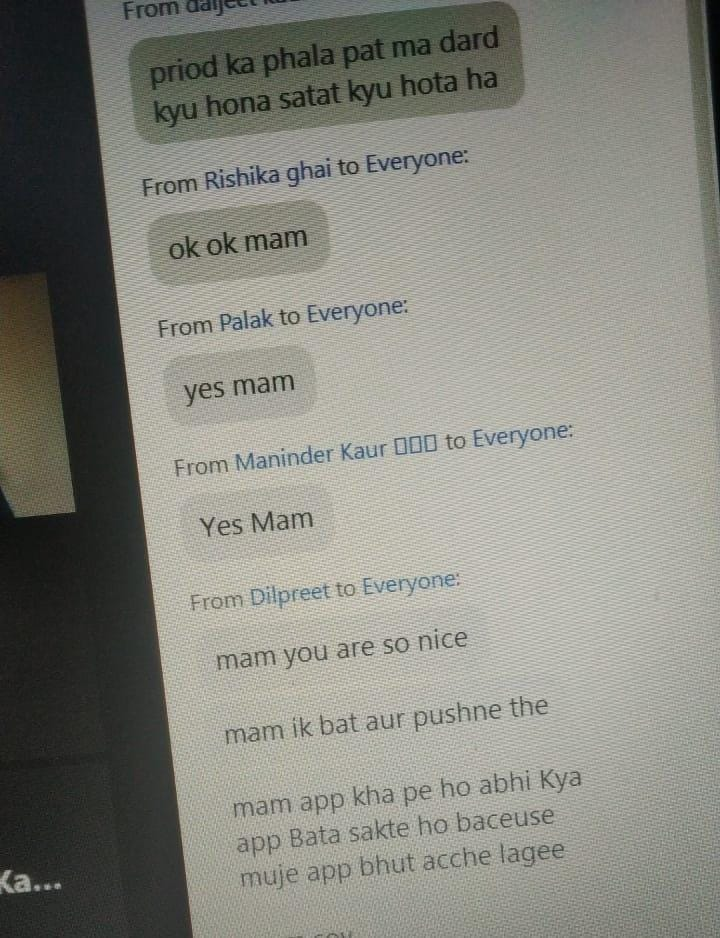 From daljeet
priod ka phala pat ma dard
kyu hona satat kyu hota ha
From Rishika ghai to Everyone:
ok ok mam
From Palak to Everyone:
yes mam
From Maninder Kaur to Everyone:
Yes Mam
From Dilpreet to Everyone:
mam you are so nice
mam ik bat aur pushne the
mam app kha pe ho abhi Kya
app Bata sakte ho baceuse
muje app bhut acche lagee
Ka...